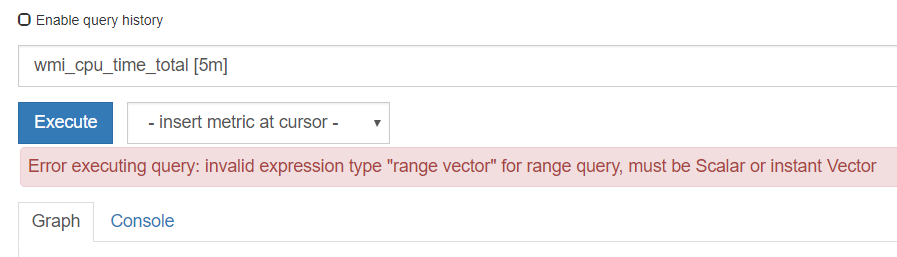 Enable query history
wmi_cpu_time_total [5m]
Execute - insert metric at cursor -
Error executing query: invalid expression type "range vector" for range query, must be Scalar or instant Vector
Graph Console